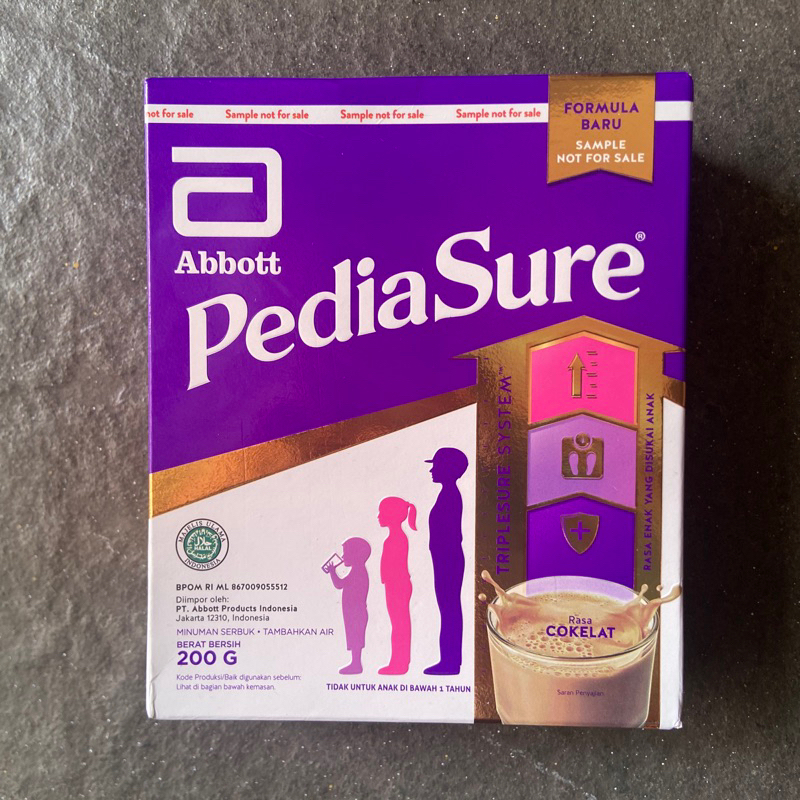 not for sale Sample not for sale Sample not for sale Sample not for sale
FORMULA
BARU
SAMPLE
NOT FOR SALE
Abbott
PediaSure®
TRIPLESURE SYSTEM™
RASA ENAK YANG DISUKAI ANAK
MAJELIS ULAMA
INDONESIA
حلال
HALAL
BPOM RI ML 867009055512
Diimpor oleh:
PT. Abbott Products Indonesia
Jakarta 12310, Indonesia
MINUMAN SERBUK • TAMBAHKAN AIR
BERAT BERSIH
200 G
Kode Produksi/Baik digunakan sebelum:
Lihat di bagian bawah kemasan.
TIDAK UNTUK ANAK DI BAWAH 1 TAHUN
Rasa
COKELAT
Saran Penyajian